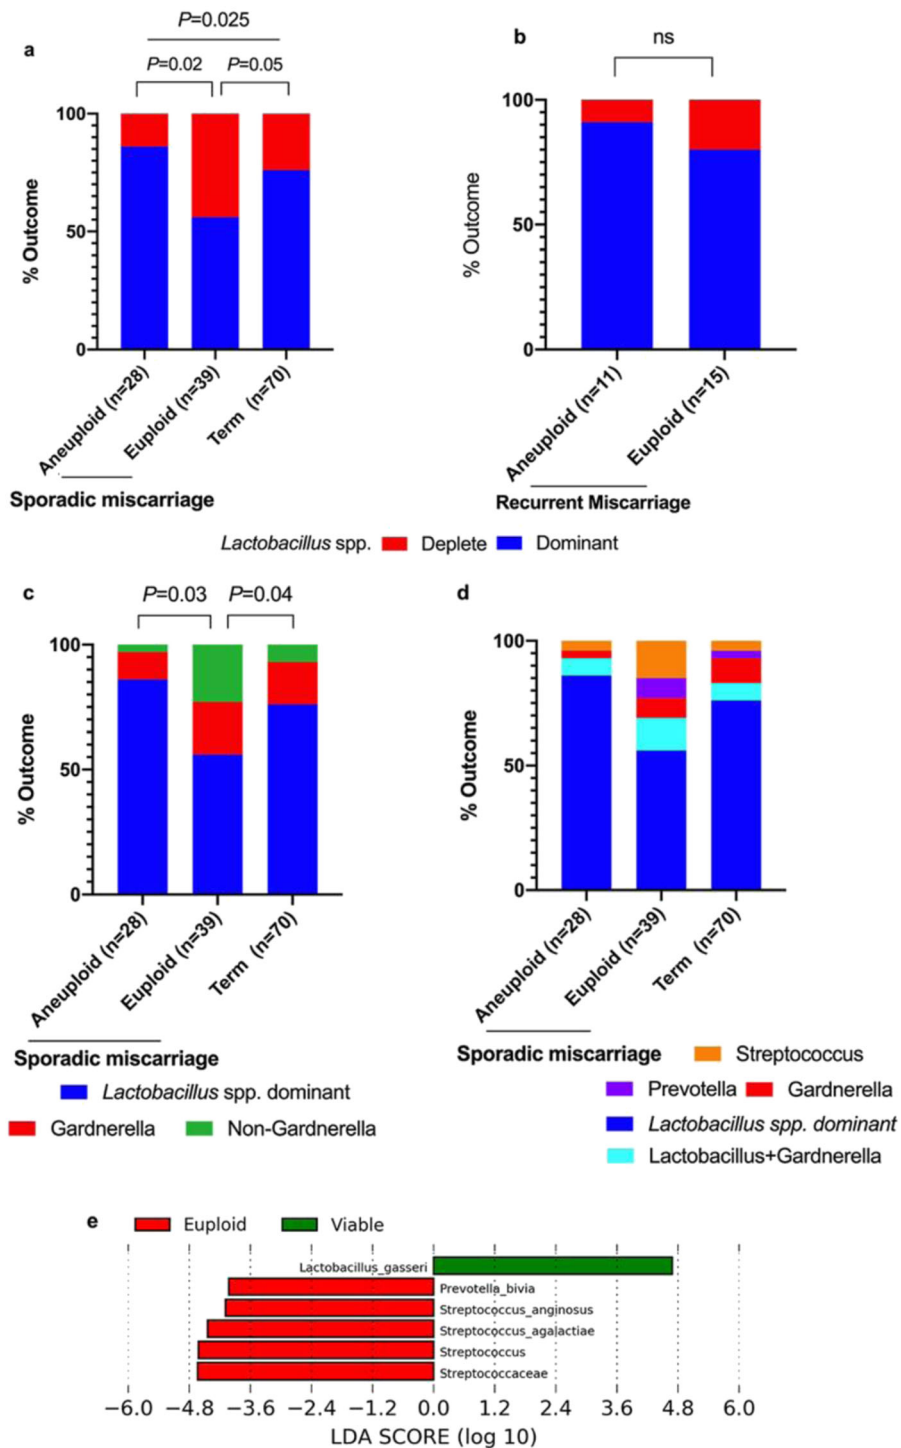 a
P=0.025
P=0.02 P=0.05
100
50
0
% Outcome
Aneuploid (n=28)
Euploid (n=39)
Term (n=70)
Sporadic miscarriage
b
ns
100
50
0
% Outcome
Aneuploid (n=11)
Euploid (n=15)
Recurrent Miscarriage
Lactobacillus spp. Deplete Dominant
c
P=0.03 P=0.04
100
50
0
% Outcome
Aneuploid (n=28)
Euploid (n=39)
Term (n=70)
Sporadic miscarriage
Lactobacillus spp. dominant
Gardnerella Non-Gardnerella
d
100
50
0
% Outcome
Aneuploid (n=28)
Euploid (n=39)
Term (n=70)
Sporadic miscarriage Streptococcus
Prevotella Gardnerella
Lactobacillus spp. dominant
Lactobacillus+Gardnerella
e Euploid Viable
Lactobacillus_gasseri
Prevotella_bivia
Streptococcus_anginosus
Streptococcus_agalactiae
Streptococcus
Streptococcaceae
−6.0 −4.8 −3.6 −2.4 −1.2 0.0 1.2 2.4 3.6 4.8 6.0
LDA SCORE (log 10)